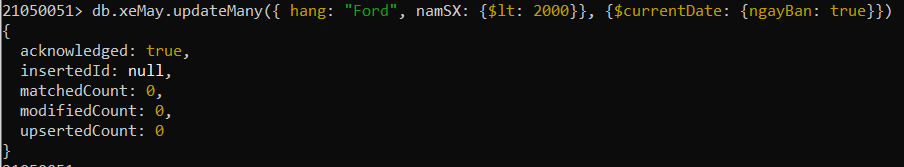 21050051> db.xeMay.updateMany({ hang: "Ford", namSX: {$lt: 2000}}, {$currentDate: {ngayBan: true}})
{
  acknowledged: true,
  insertedId: null,
  matchedCount: 0,
  modifiedCount: 0,
  upsertedCount: 0
}
21050051